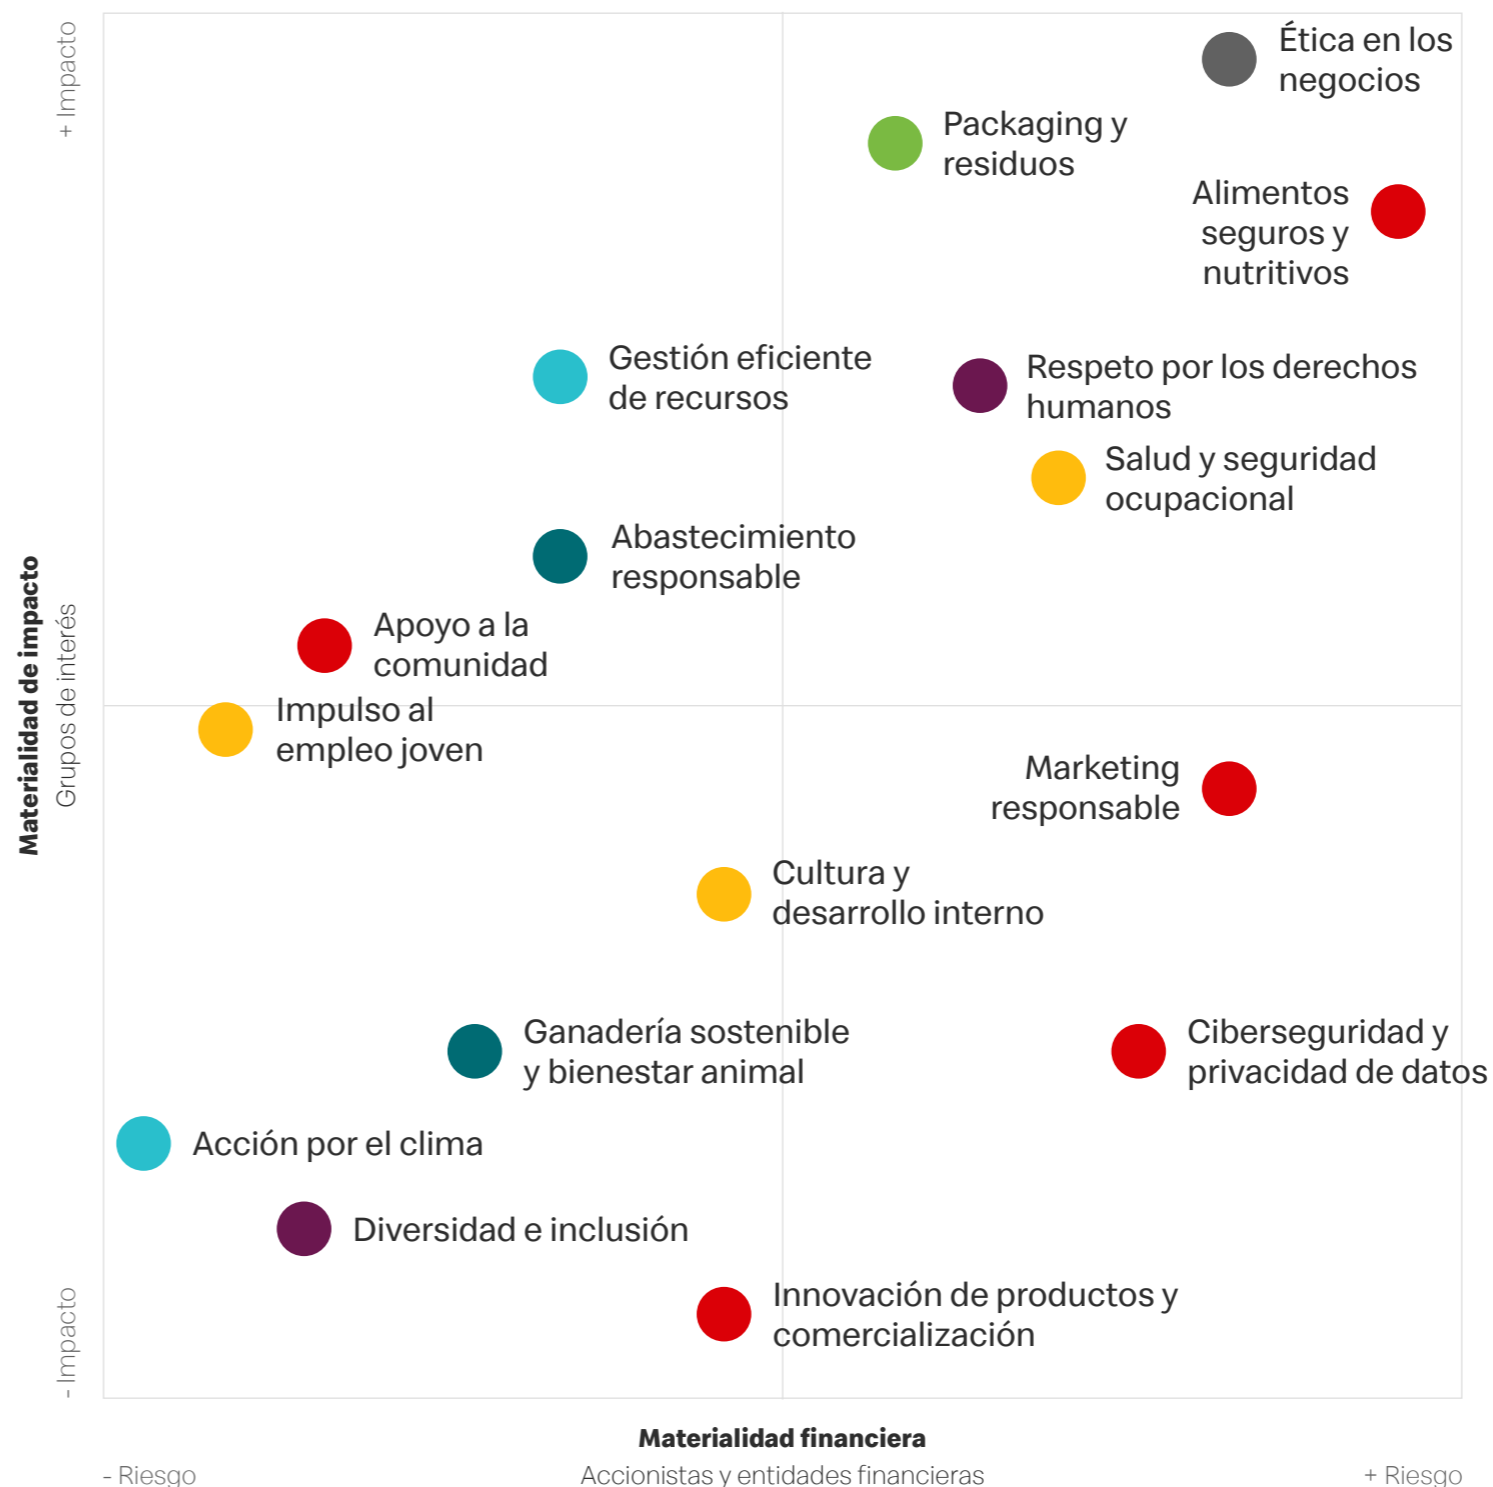 + Impacto
Ética en los
negocios
Packaging y
residuos
Alimentos
seguros y
nutritivos
Gestión eficiente
de recursos
Respeto por los derechos
humanos
Salud y seguridad
ocupacional
Abastecimiento
responsable
Apoyo a la
comunidad
Materialidad de impacto
Grupos de interés
Impulso al
empleo joven
Marketing
responsable
Cultura y
desarrollo interno
Ganadería sostenible
y bienestar animal
Ciberseguridad y
privacidad de datos
Acción por el clima
Diversidad e inclusión
Innovación de productos y
comercialización
- Impacto
Materialidad financiera
- Riesgo
Accionistas y entidades financieras
+ Riesgo